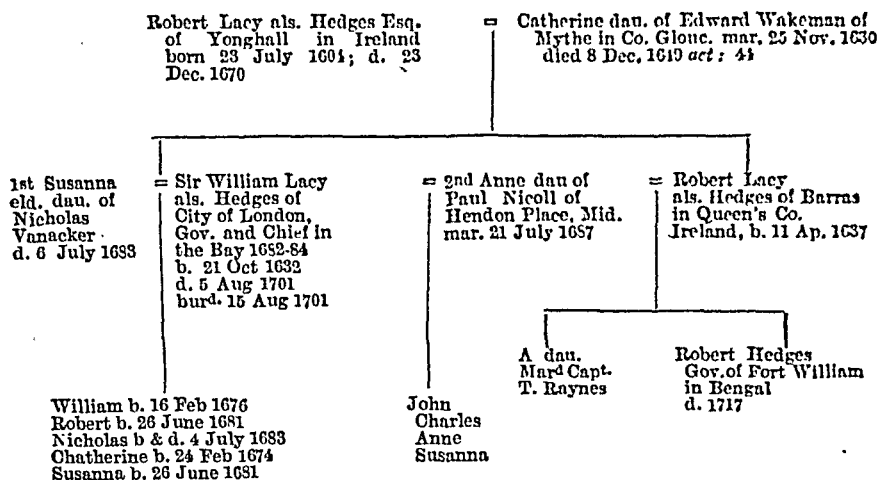 Robert Lacy als. Hedges Esq.
of Yonghall in Ireland
born 23 July 1604; d. 23
Dec. 1670
= Catherine dau. of Edward Wakeman of
Mythe in Co. Glouc. mar. 25 Nov. 1630
died 8 Dec. 1649 aet: 44
1st Susanna
eld. dau. of
Nicholas
Vanacker
d. 6 July 1683
= Sir William Lacy
als. Hedges of
City of London,
Gov. and Chief in
the Bay 1682-84
b. 21 Oct 1632
d. 5 Aug 1701
burd. 15 Aug 1701
= 2nd Anne dau of
Paul Nicoll of
Hendon Place, Mid.
mar. 21 July 1687
= Robert Lacy
als. Hedges of Barras
in Queen's Co.
Ireland, b. 11 Ap. 1637
A dau.
Mard Capt.
T. Raynes
Robert Hedges
Gov. of Fort William
in Bengal
d. 1717
William b. 16 Feb 1676
Robert b. 26 June 1681
Nicholas b & d. 4 July 1683
Chatherine b. 24 Feb 1674
Susanna b. 26 June 1681
John
Charles
Anne
Susanna